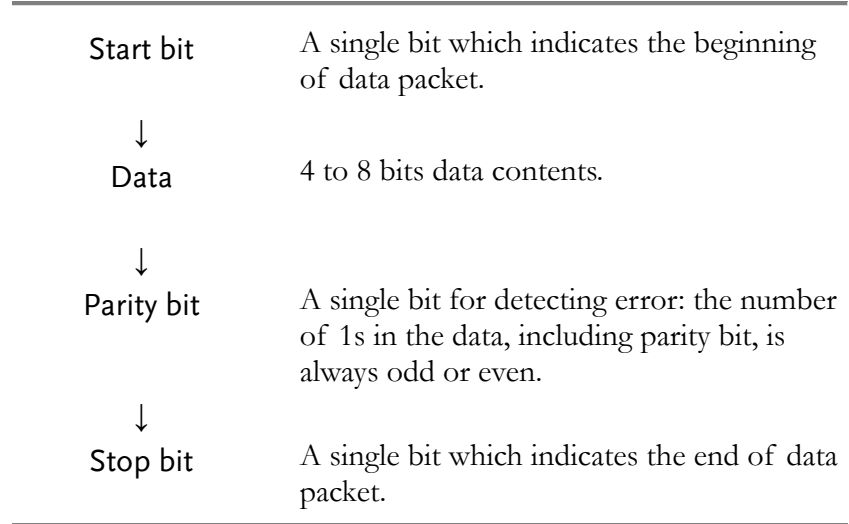 Start bit A single bit which indicates the beginning
of data packet.
↓
Data 4 to 8 bits data contents.
↓
Parity bit A single bit for detecting error: the number
of 1s in the data, including parity bit, is
always odd or even.
↓
Stop bit A single bit which indicates the end of data
packet.